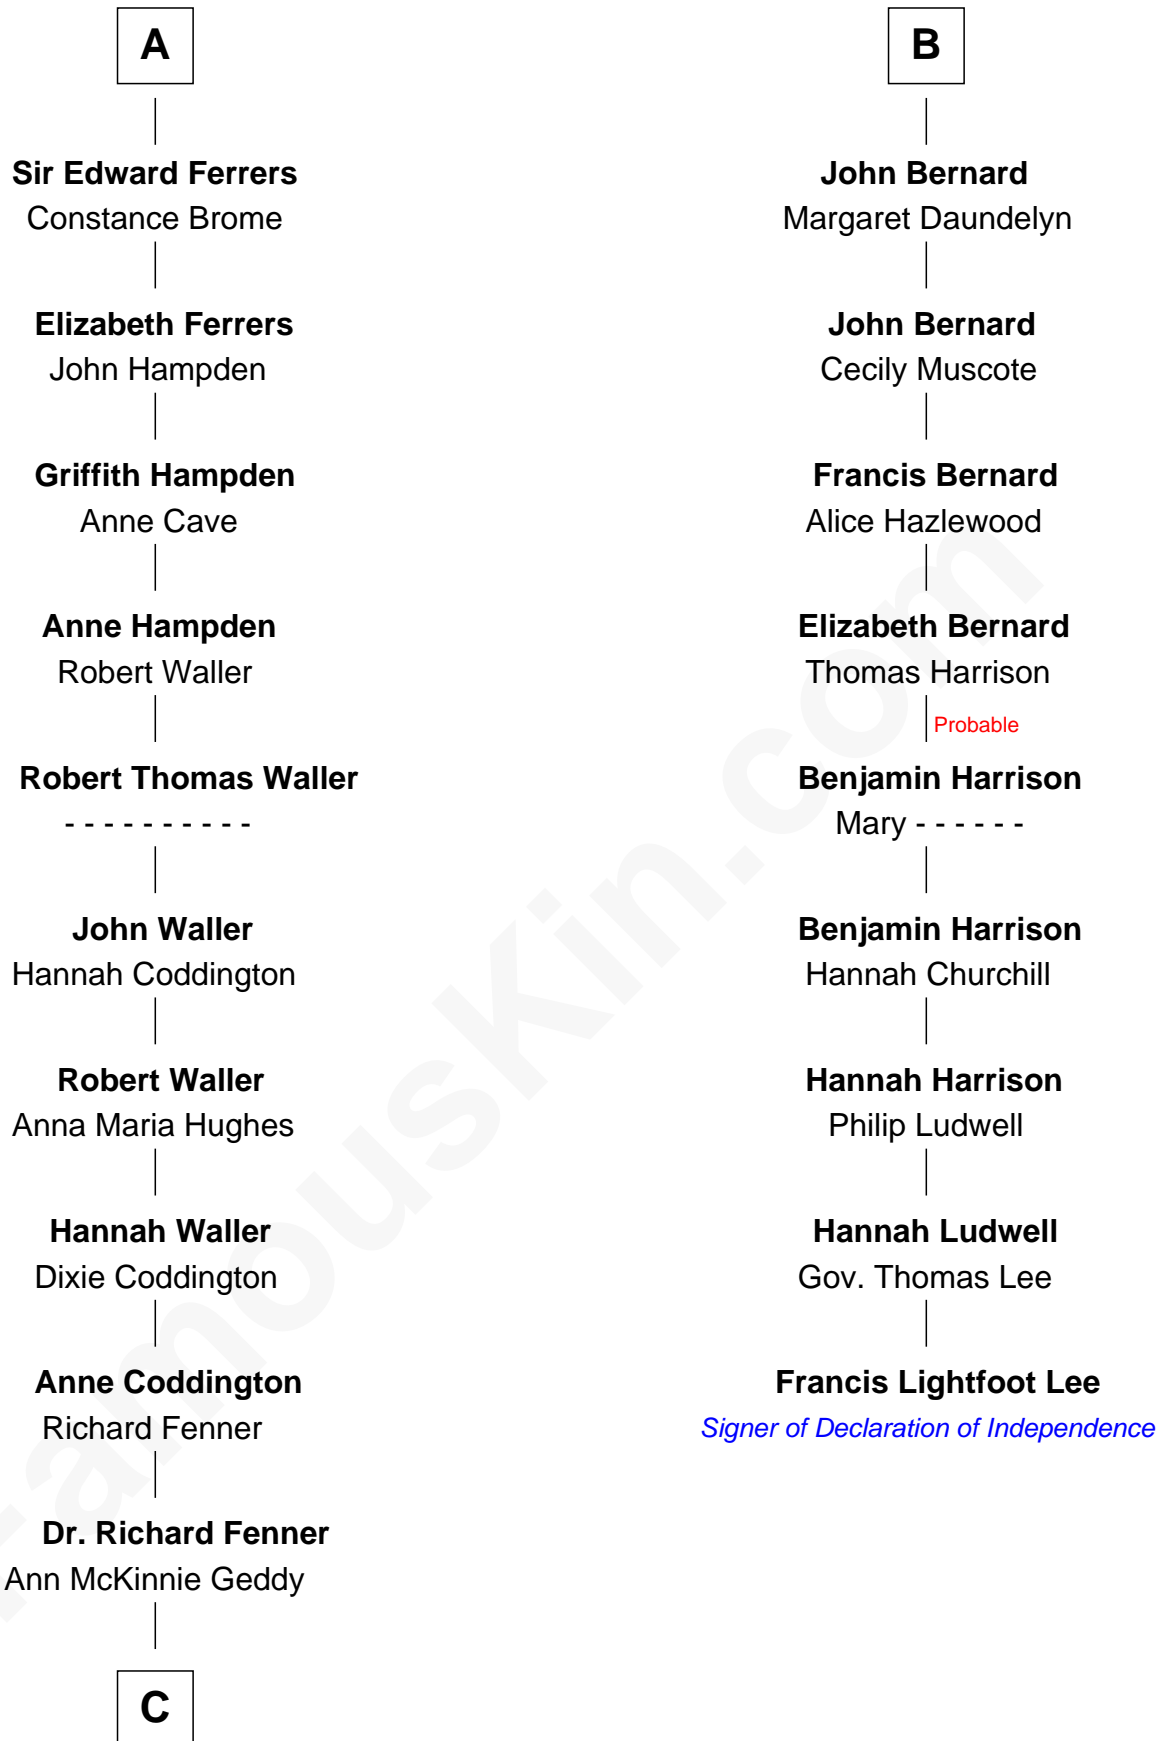 A
Sir Edward Ferrers
Constance Brome
Elizabeth Ferrers
John Hampden
Griffith Hampden
Anne Cave
Anne Hampden
Robert Waller
Robert Thomas Waller
- - - - - - - - - -
John Waller
Hannah Coddington
Robert Waller
Anna Maria Hughes
Hannah Waller
Dixie Coddington
Anne Coddington
Richard Fenner
Dr. Richard Fenner
Ann McKinnie Geddy
C
B
John Bernard
Margaret Daundelyn
John Bernard
Cecily Muscote
Francis Bernard
Alice Hazlewood
Elizabeth Bernard
Thomas Harrison
Probable
Benjamin Harrison
Mary - - - - - -
Benjamin Harrison
Hannah Churchill
Hannah Harrison
Philip Ludwell
Hannah Ludwell
Gov. Thomas Lee
Francis Lightfoot Lee
Signer of Declaration of Independence
FamousKin.com